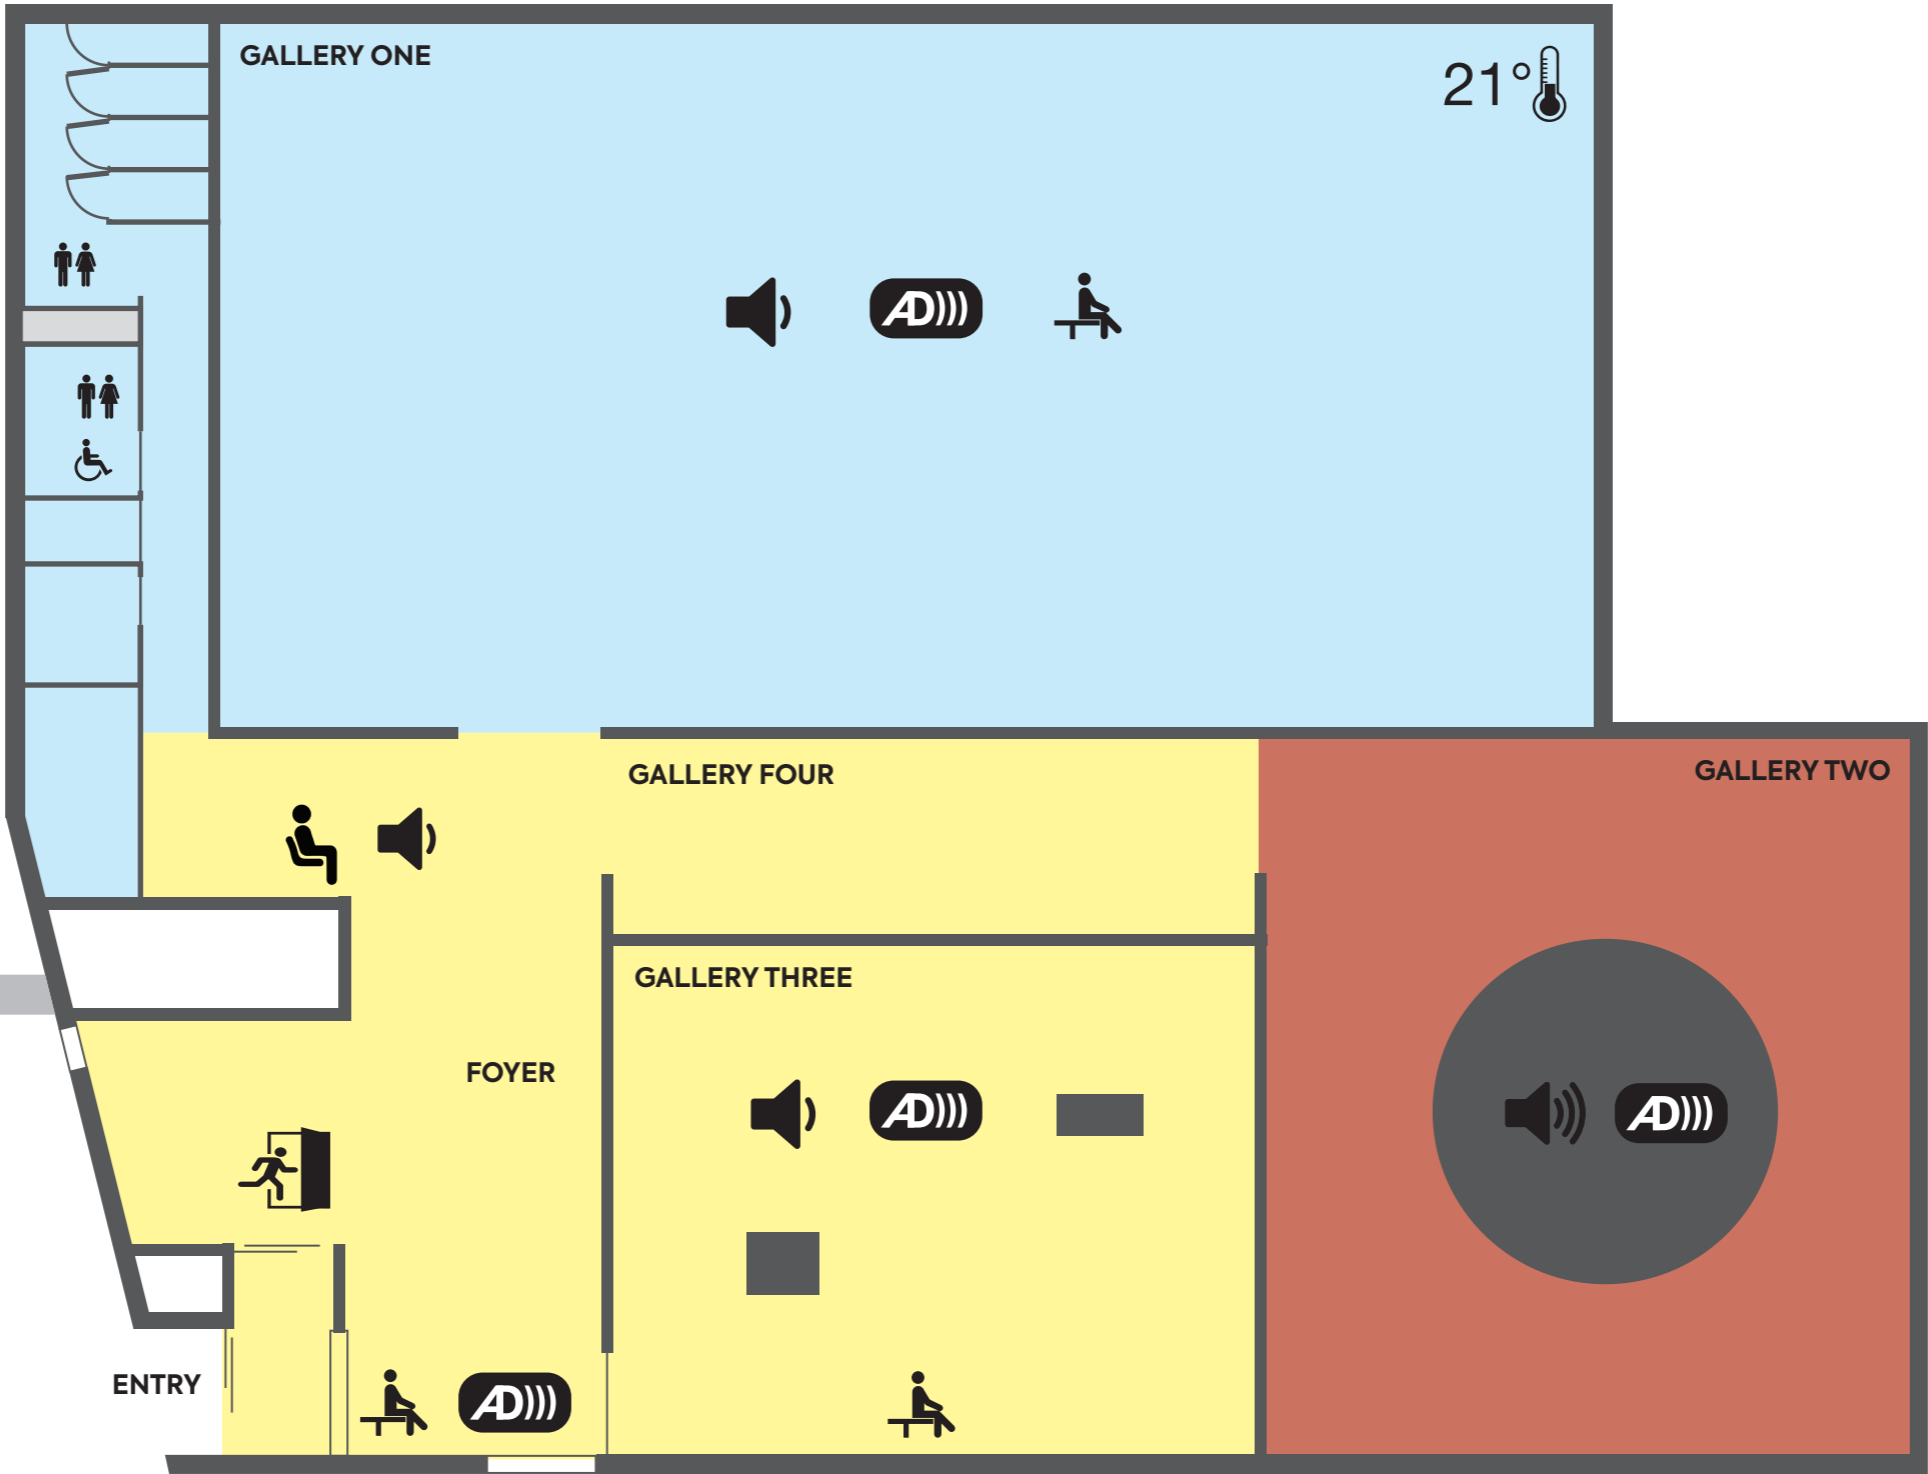 GALLERY ONE
21°
AD)))
GALLERY FOUR
GALLERY TWO
GALLERY THREE
FOYER
AD)))
AD)))
ENTRY
AD)))